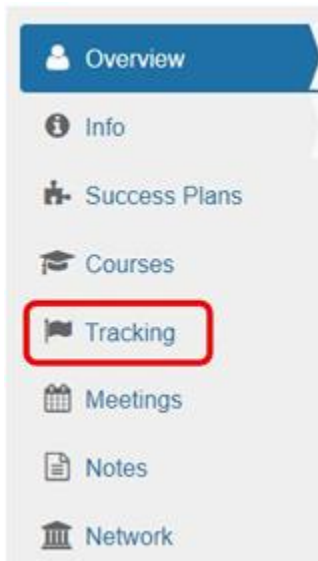 Overview
Info
Success Plans
Courses
Tracking
Meetings
Notes
Network